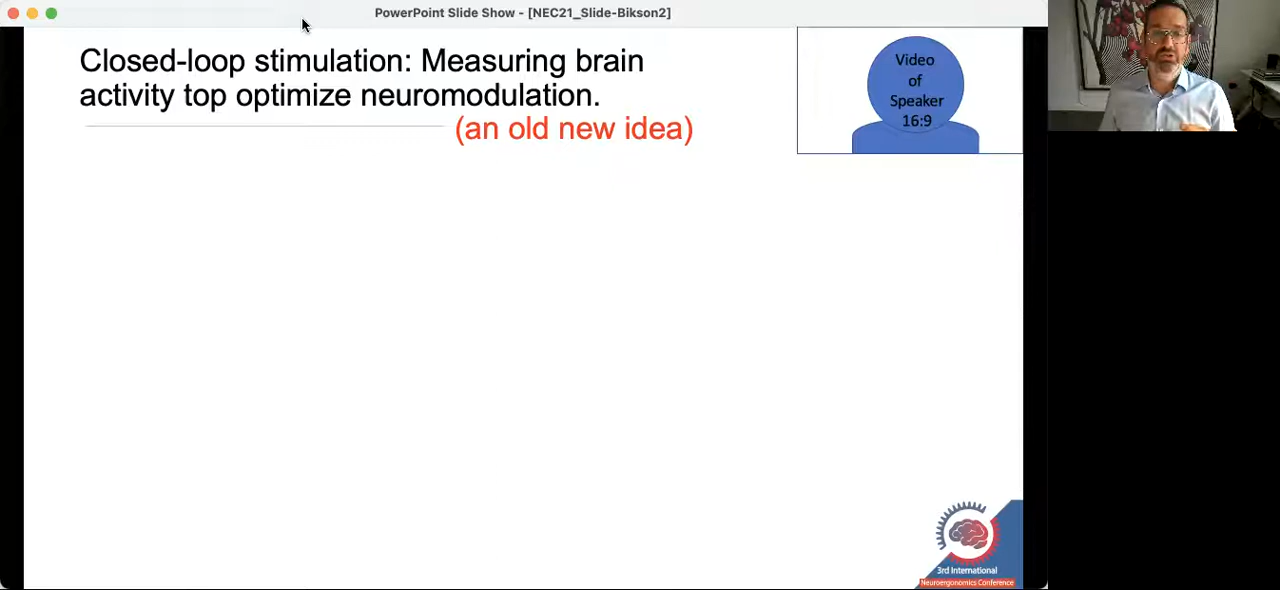 PowerPoint Slide Show - [NEC21_Slide-Bikson2]
Closed-loop stimulation: Measuring brain
activity top optimize neuromodulation.
(an old new idea)
Video
of
Speaker
16:9
3rd International
Neuroergonomics Conference